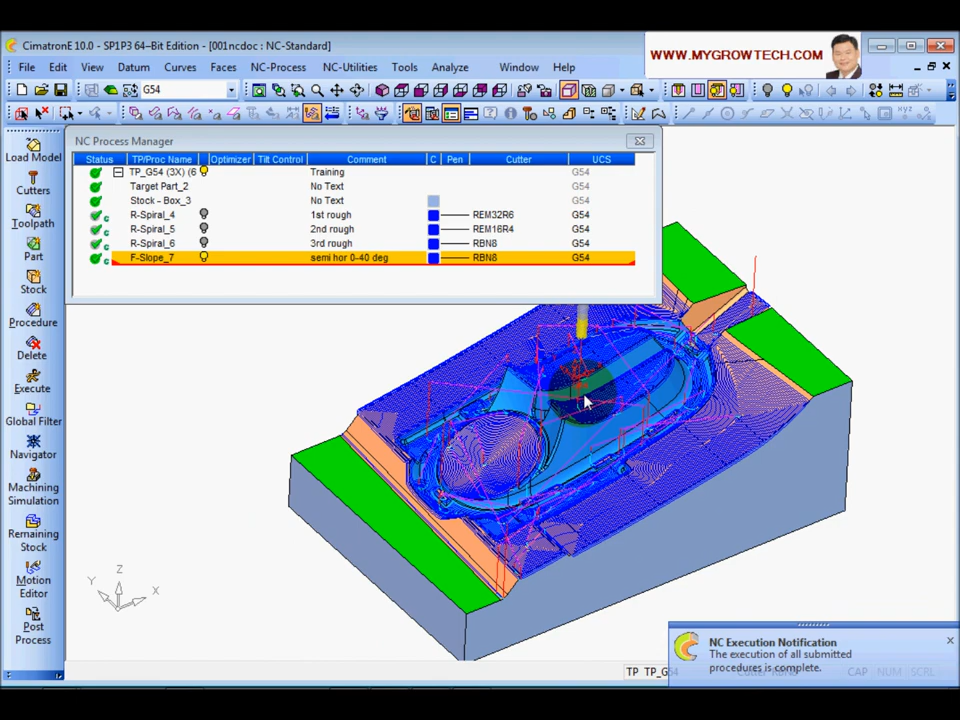 CimatronE 10.0 - SP1P3 64–Bit Edition - [001ncdoc : NC-Standard]
WWW.MYGROWTECH.COM
File Edit View Datum Curves Faces NC-Process NC-Utilities Tools Analyze Window Help
G54
NC Process Manager
Status TP/Proc Name Optimizer Tilt Control Comment C Pen Cutter UCS
TP_G54 (3X) (6 Training G54
Target Part_2 No Text G54
Stock - Box_3 No Text G54
R-Spiral_4 1st rough REM32R6 G54
R-Spiral_5 2nd rough REM16R4 G54
R-Spiral_6 3rd rough RBN8 G54
F-Slope_7 semi hor 0-40 deg RBN8 G54
Load Model
Cutters
Toolpath
Part
Stock
Procedure
Delete
Execute
Global Filter
Navigator
Machining
Simulation
Remaining
Stock
Motion
Editor
Post
Process
Z
Y
X
NC Execution Notification
The execution of all submitted
procedures is complete.
TP TP_G54 Cutter RBN8 CAP NUM SCRL